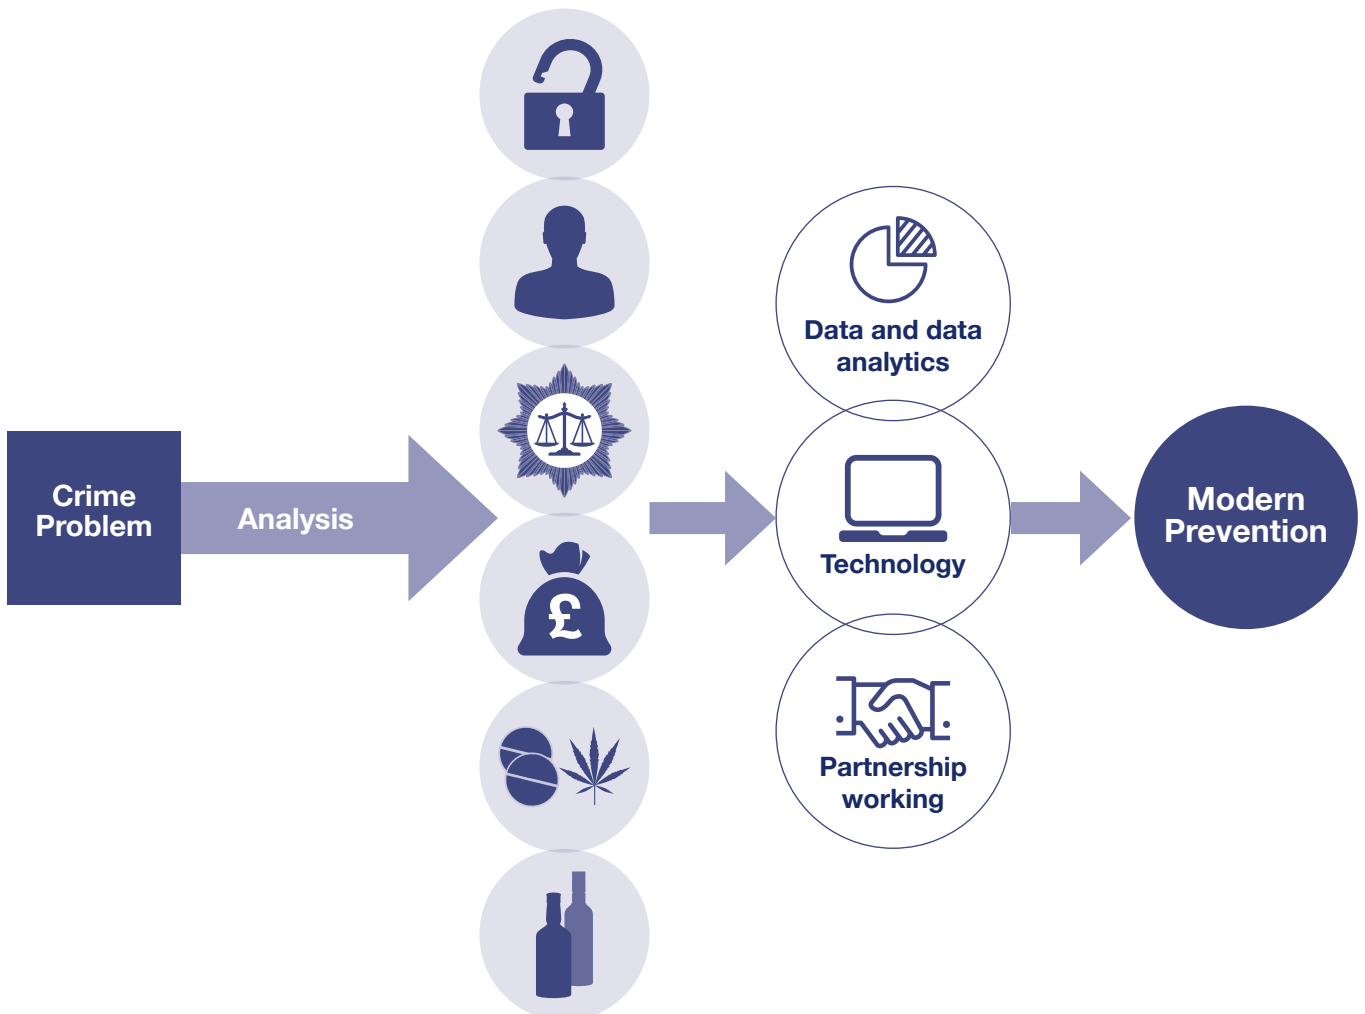 Crime
Problem
Analysis
£
Data and data
analytics
Technology
Partnership
working
Modern
Prevention